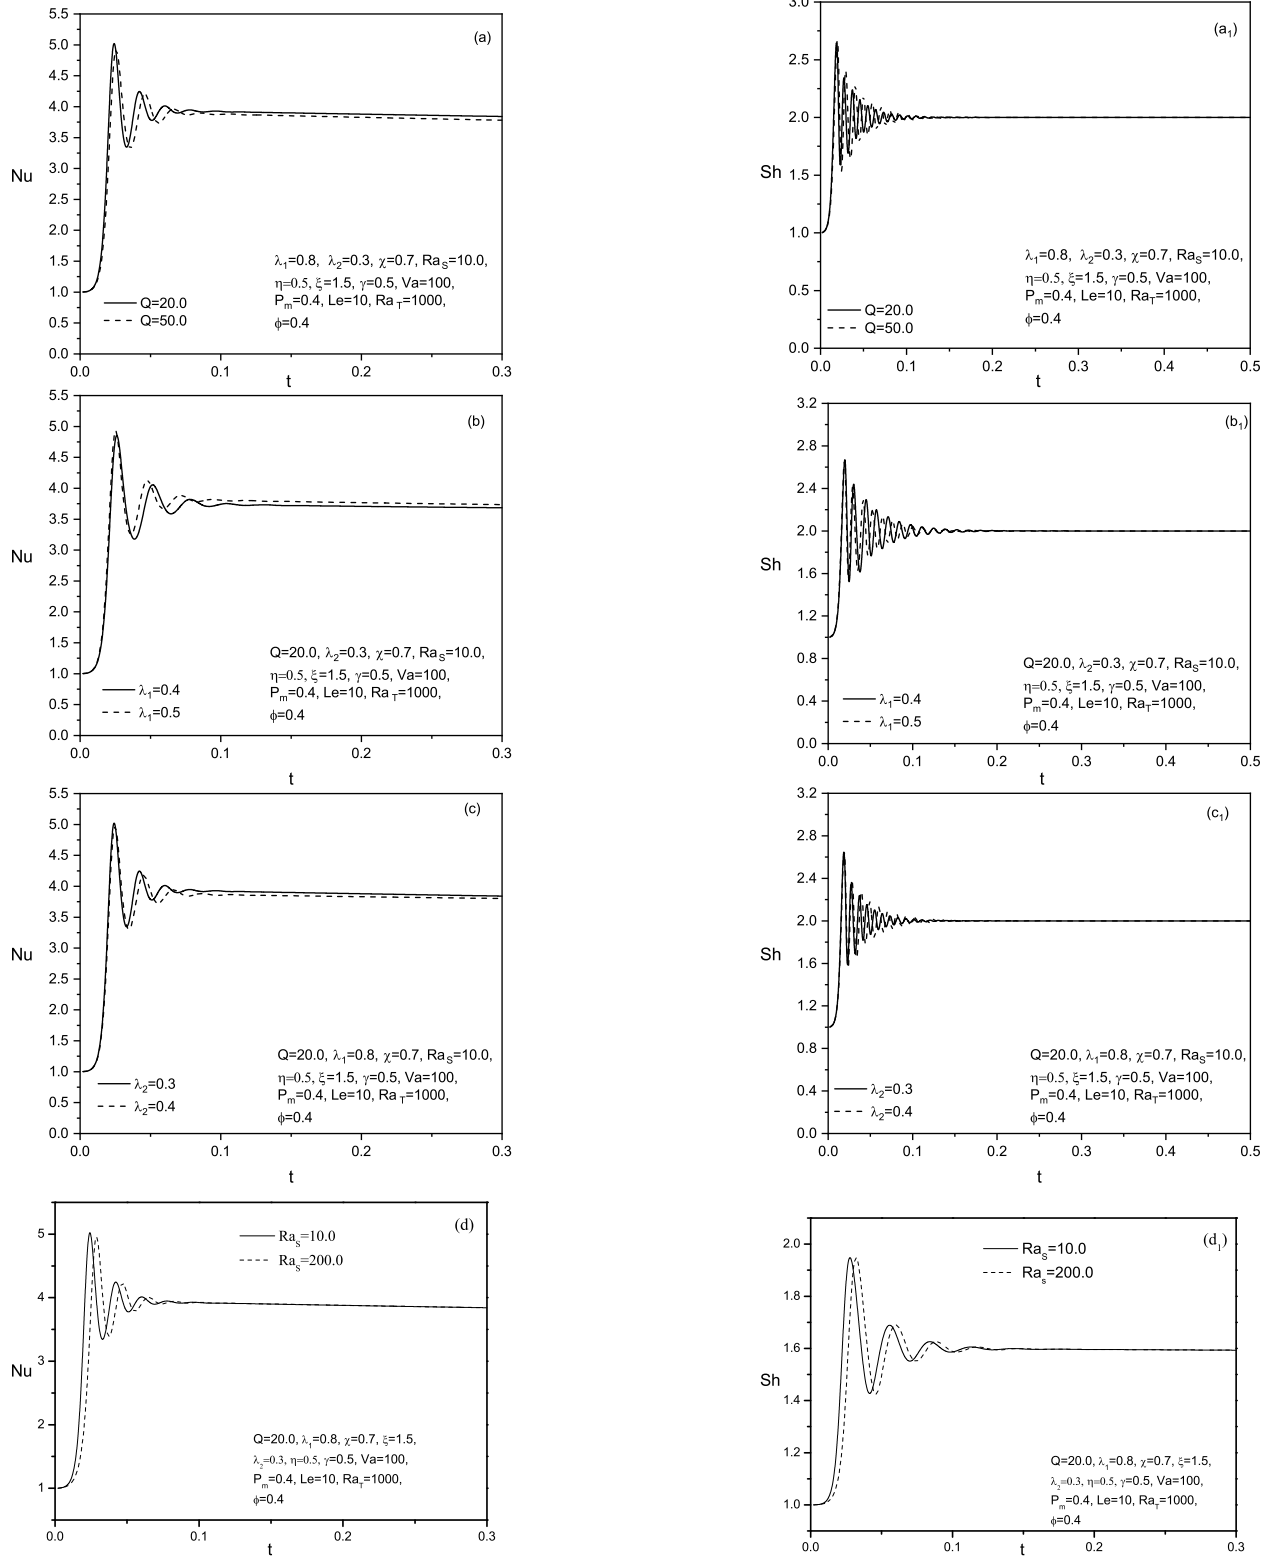 5.5
5.0
4.5
4.0
3.5
3.0
2.5
2.0
1.5
1.0
0.5
0.0
Nu
(a)
λ1=0.8, λ2=0.3, χ=0.7, RaS=10.0,
η=0.5, ξ=1.5, γ=0.5, Va=100,
Pm=0.4, Le=10, RaT=1000,
ϕ=0.4
Q=20.0
Q=50.0
0.0 0.1 0.2 0.3
t
3.0
2.5
2.0
1.5
1.0
0.5
0.0
Sh
(a1)
λ1=0.8, λ2=0.3, χ=0.7, RaS=10.0,
η=0.5, ξ=1.5, γ=0.5, Va=100,
Pm=0.4, Le=10, RaT=1000,
ϕ=0.4
Q=20.0
Q=50.0
0.0 0.1 0.2 0.3 0.4 0.5
t
5.5
5.0
4.5
4.0
3.5
3.0
2.5
2.0
1.5
1.0
0.5
0.0
Nu
(b)
Q=20.0, λ2=0.3, χ=0.7, RaS=10.0,
η=0.5, ξ=1.5, γ=0.5, Va=100,
Pm=0.4, Le=10, RaT=1000,
ϕ=0.4
λ1=0.4
λ1=0.5
0.0 0.1 0.2 0.3
t
3.2
2.8
2.4
2.0
1.6
1.2
0.8
0.4
0.0
Sh
(b1)
Q=20.0, λ2=0.3, χ=0.7, RaS=10.0,
η=0.5, ξ=1.5, γ=0.5, Va=100,
Pm=0.4, Le=10, RaT=1000,
ϕ=0.4
λ1=0.4
λ1=0.5
0.0 0.1 0.2 0.3 0.4 0.5
t
5.5
5.0
4.5
4.0
3.5
3.0
2.5
2.0
1.5
1.0
0.5
0.0
Nu
(c)
Q=20.0, λ1=0.8, χ=0.7, RaS=10.0,
η=0.5, ξ=1.5, γ=0.5, Va=100,
Pm=0.4, Le=10, RaT=1000,
ϕ=0.4
λ2=0.3
λ2=0.4
0.0 0.1 0.2 0.3
t
3.2
2.8
2.4
2.0
1.6
1.2
0.8
0.4
0.0
Sh
(c1)
Q=20.0, λ1=0.8, χ=0.7, RaS=10.0,
η=0.5, ξ=1.5, γ=0.5, Va=100,
Pm=0.4, Le=10, RaT=1000,
ϕ=0.4
λ2=0.3
λ2=0.4
0.0 0.1 0.2 0.3 0.4 0.5
t
5
4
3
2
1
Nu
(d)
RaS=10.0
RaS=200.0
Q=20.0, λ1=0.8, χ=0.7, ξ=1.5,
λ2=0.3, η=0.5, γ=0.5, Va=100,
Pm=0.4, Le=10, RaT=1000,
ϕ=0.4
0.0 0.1 0.2 0.3
t
2.0
1.8
1.6
1.4
1.2
1.0
Sh
(d1)
RaS=10.0
Ras=200.0
Q=20.0, λ1=0.8, χ=0.7, ξ=1.5,
λ2=0.3, η=0.5, γ=0.5, Va=100,
Pm=0.4, Le=10, RaT=1000,
ϕ=0.4
0.0 0.1 0.2 0.3
t